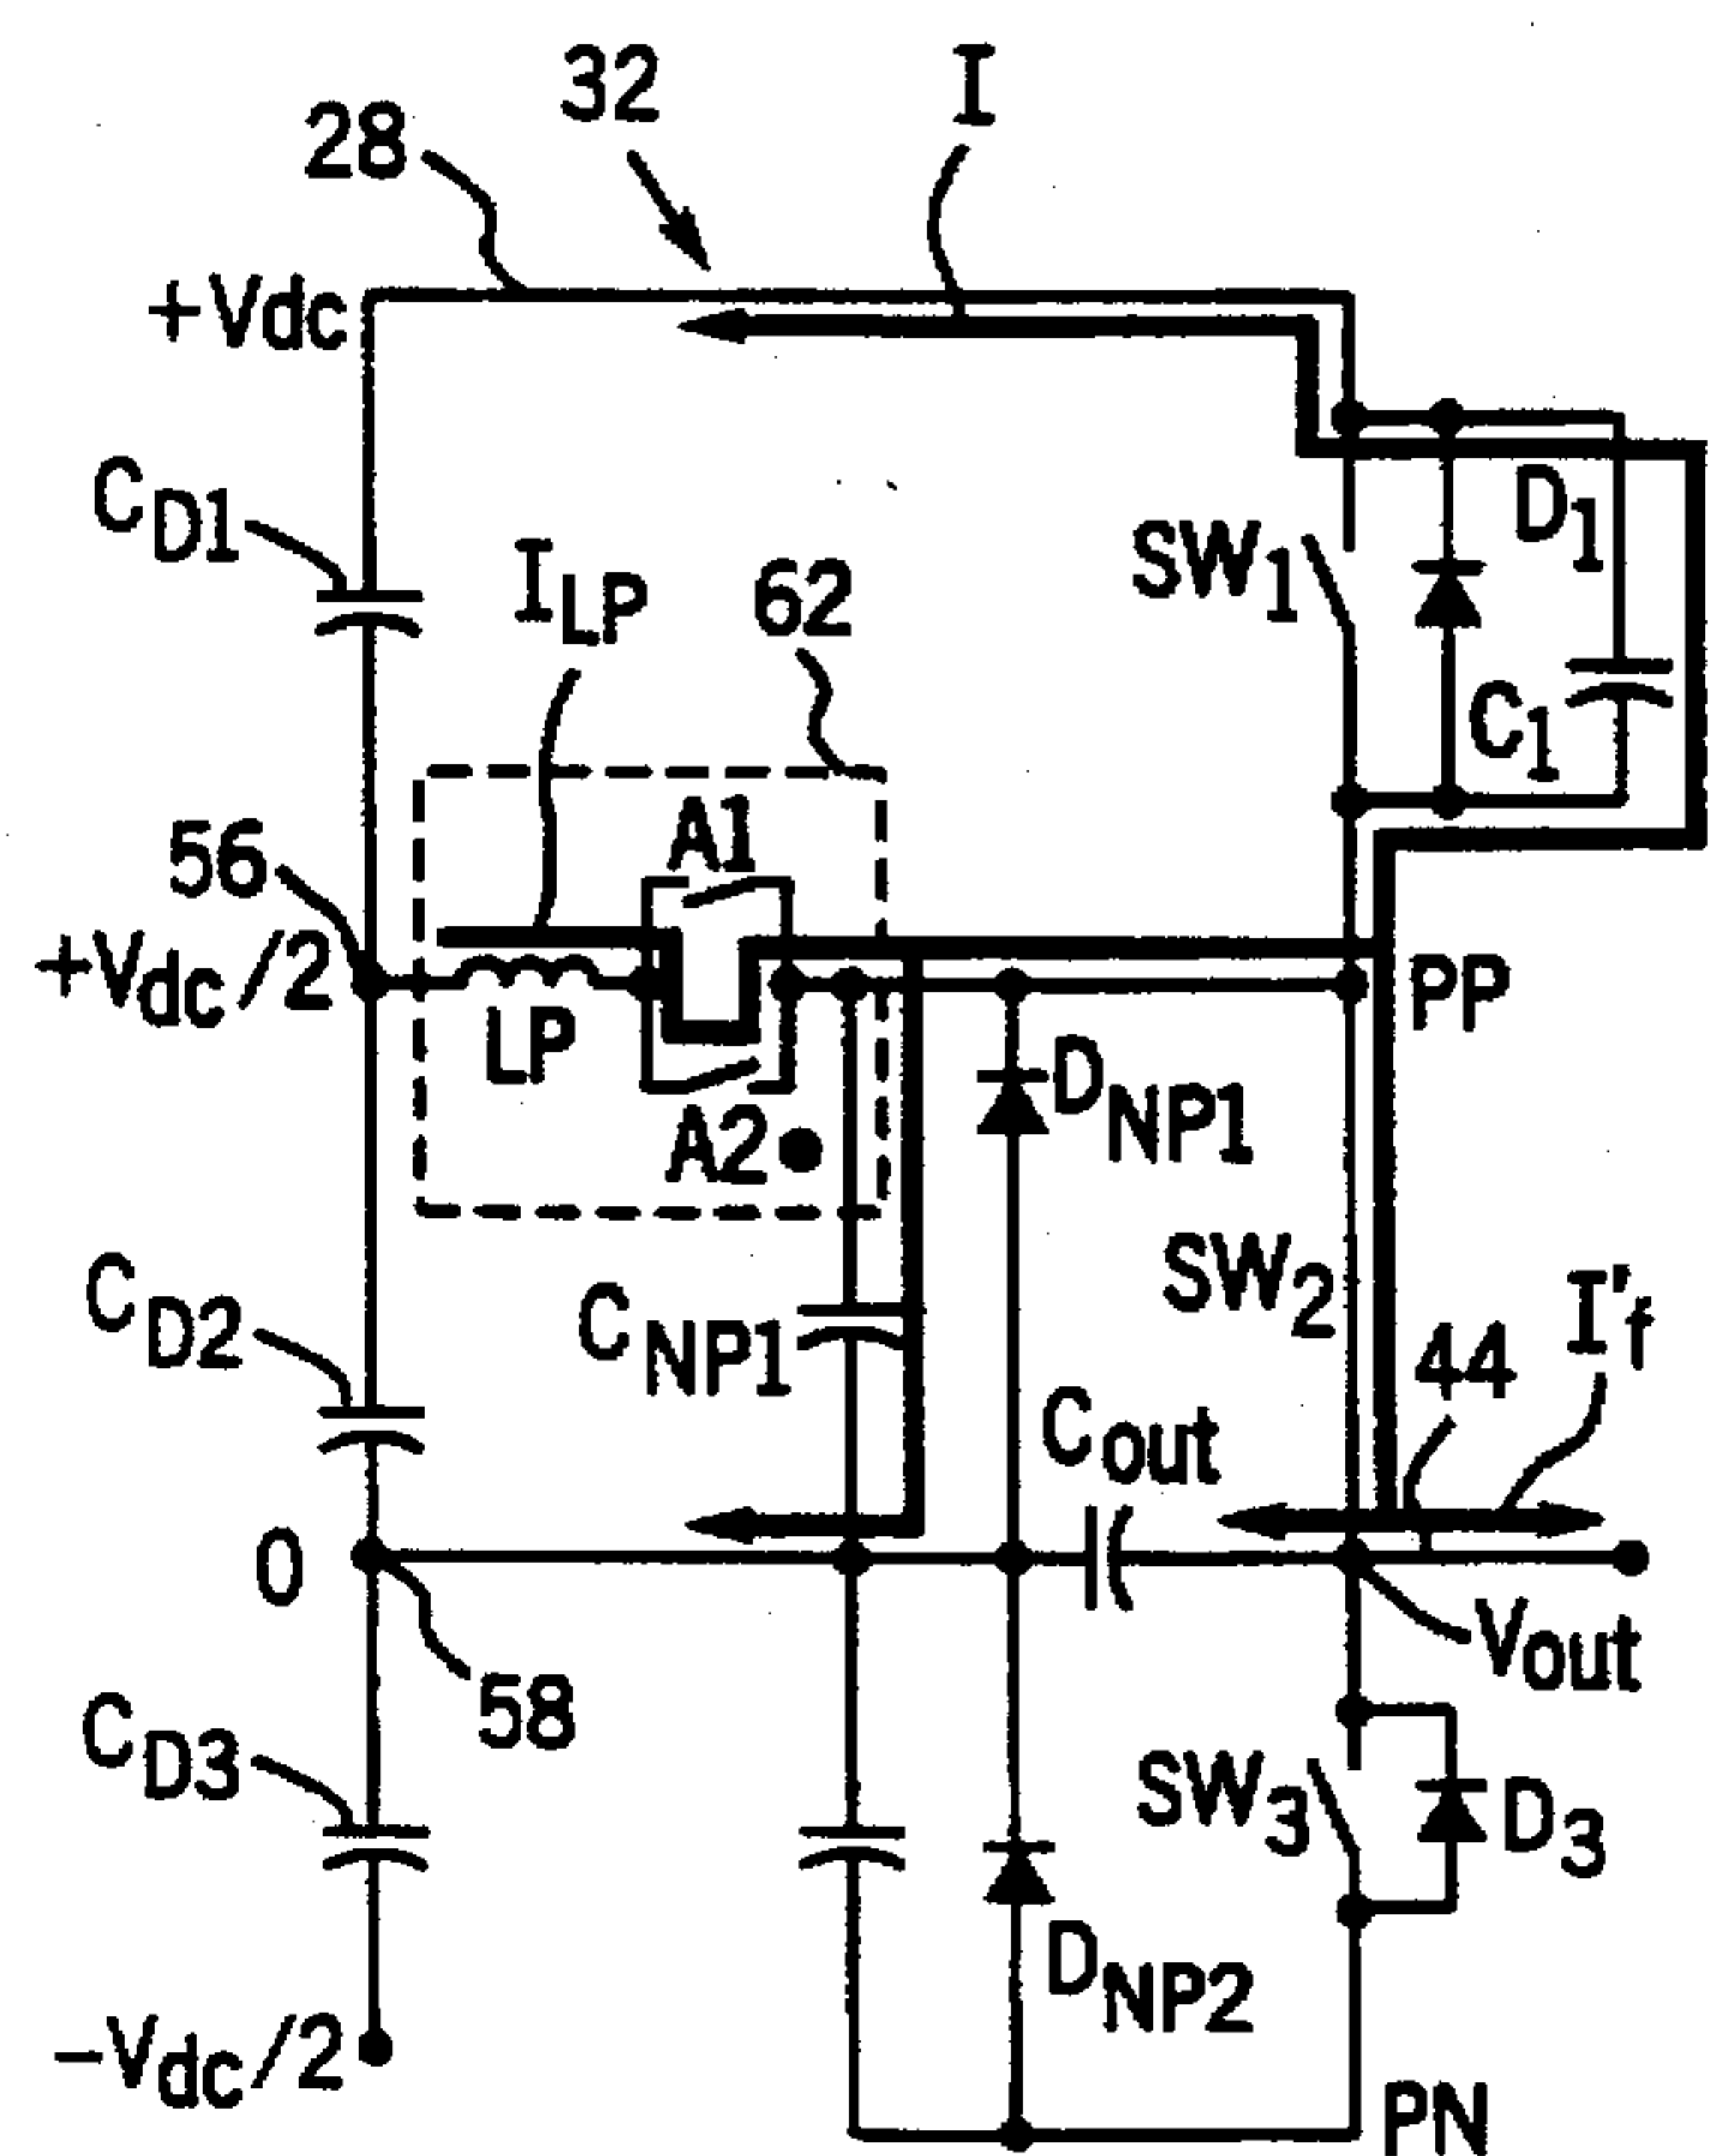 32
I
28
+Vdc
CD1
ILP
62
SW1
D1
C1
A1
56
+Vdc/2
PP
LP
DNP1
A2
CD2
SW2
I'f
CNP1
44
Cout
0
Vout
58
CD3
SW3
D3
DNP2
-Vdc/2
PN